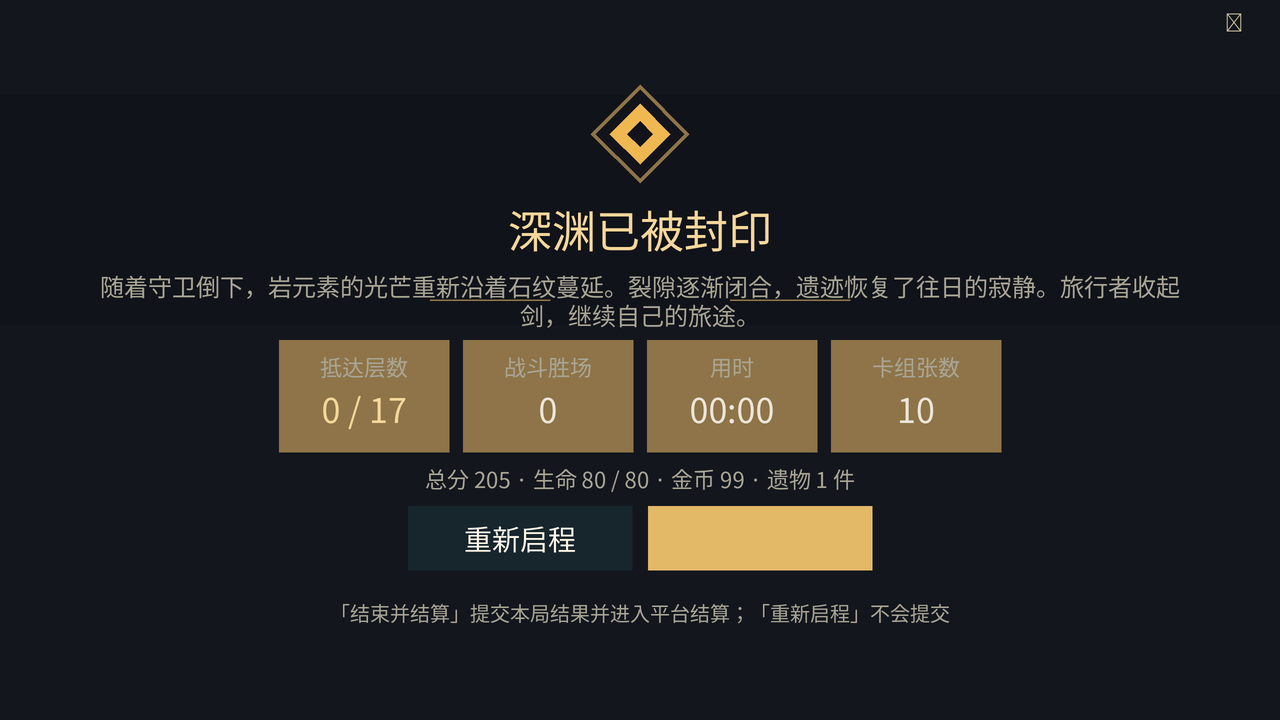 深渊已被封印
随着守卫倒下，岩元素的光芒重新沿着石纹蔓延。裂隙逐渐闭合，遗迹恢复了往日的寂静。旅行者收起
剑，继续自己的旅途。
抵达层数
0 / 17
战斗胜场
0
用时
00:00
卡组张数
10
总分 205 · 生命 80 / 80 · 金币 99 · 遗物 1 件
重新启程
「结束并结算」提交本局结果并进入平台结算；「重新启程」不会提交